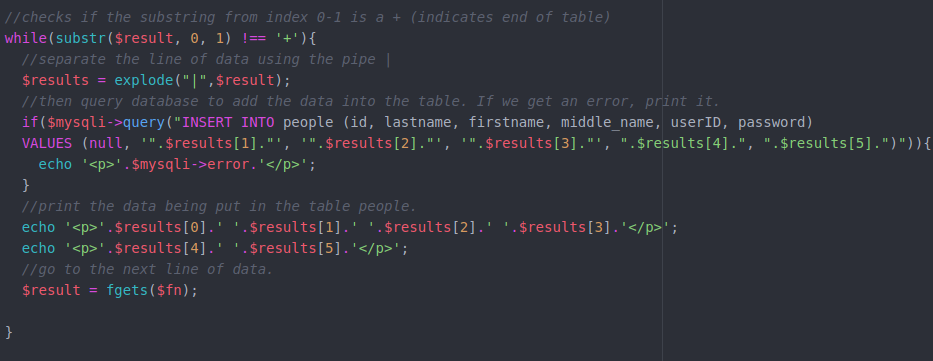 //checks if the substring from index 0-1 is a + (indicates end of table)
while(substr($result, 0, 1) !== '+'){
  //separate the line of data using the pipe |
  $results = explode("|",$result);
  //then query database to add the data into the table. If we get an error, print it.
  if($mysqli->query("INSERT INTO people (id, lastname, firstname, middle_name, userID, password)
  VALUES (null, '".$results[1]."', '".$results[2]."', '".$results[3]."', ".$results[4].", ".$results[5].")")){
    echo '<p>'.$mysqli->error.'</p>';
  }
  //print the data being put in the table people.
  echo '<p>'.$results[0].' '.$results[1].' '.$results[2].' '.$results[3].'</p>';
  echo '<p>'.$results[4].' '.$results[5].'</p>';
  //go to the next line of data.
  $result = fgets($fn);
}